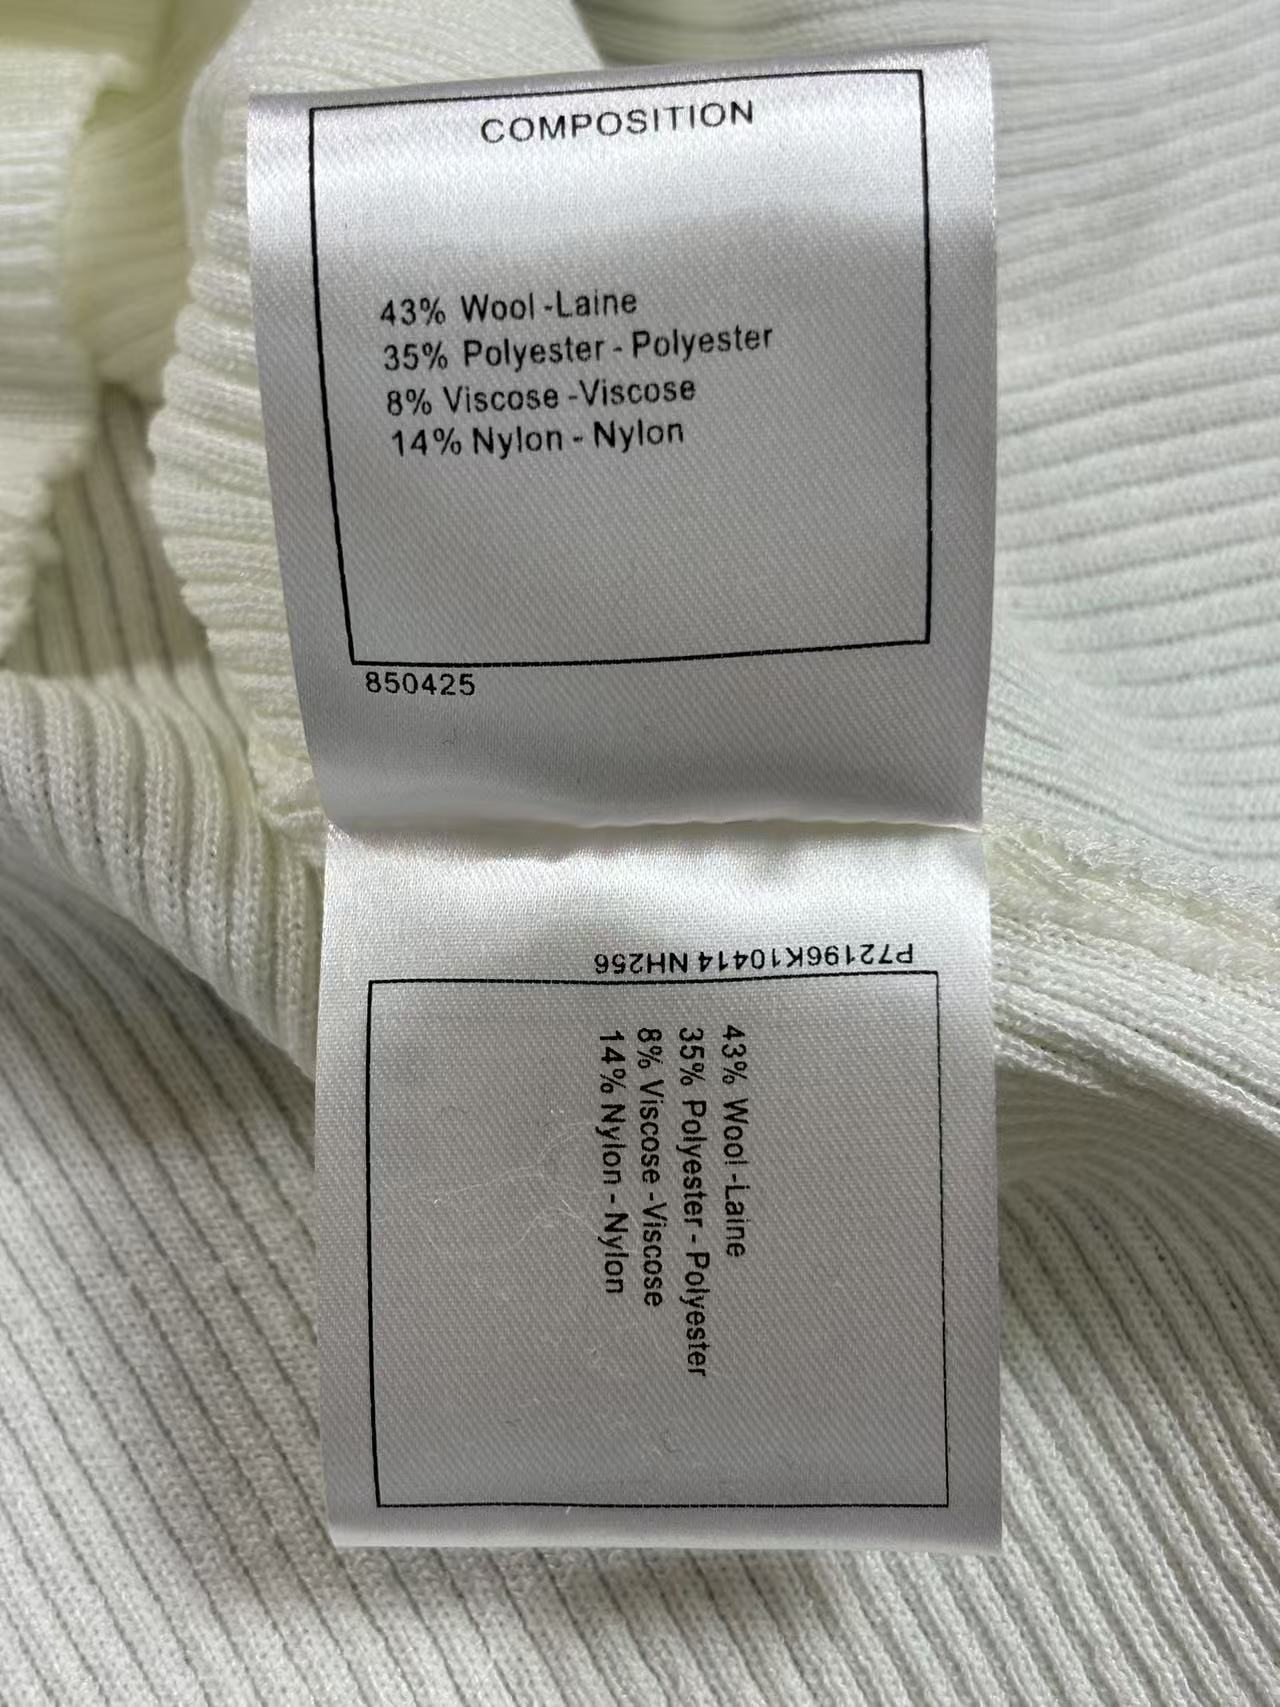 COMPOSITION
43% Wool -Laine
35% Polyester - Polyester
8% Viscose -Viscose
14% Nylon - Nylon
850425
P72196K10414 NH256
43% Wool -Laine
35% Polyester - Polyester
8% Viscose -Viscose
14% Nylon - Nylon